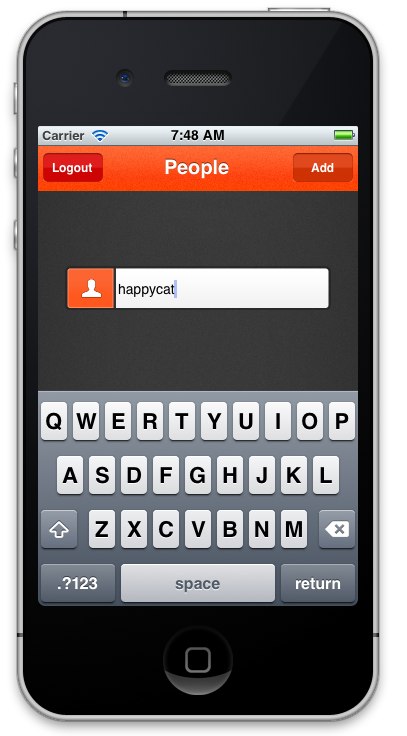 Carrier 7:48 AM
Logout People Add
happycat
Q W E R T Y U I O P
A S D F G H J K L
Z X C V B N M
.?123 space return